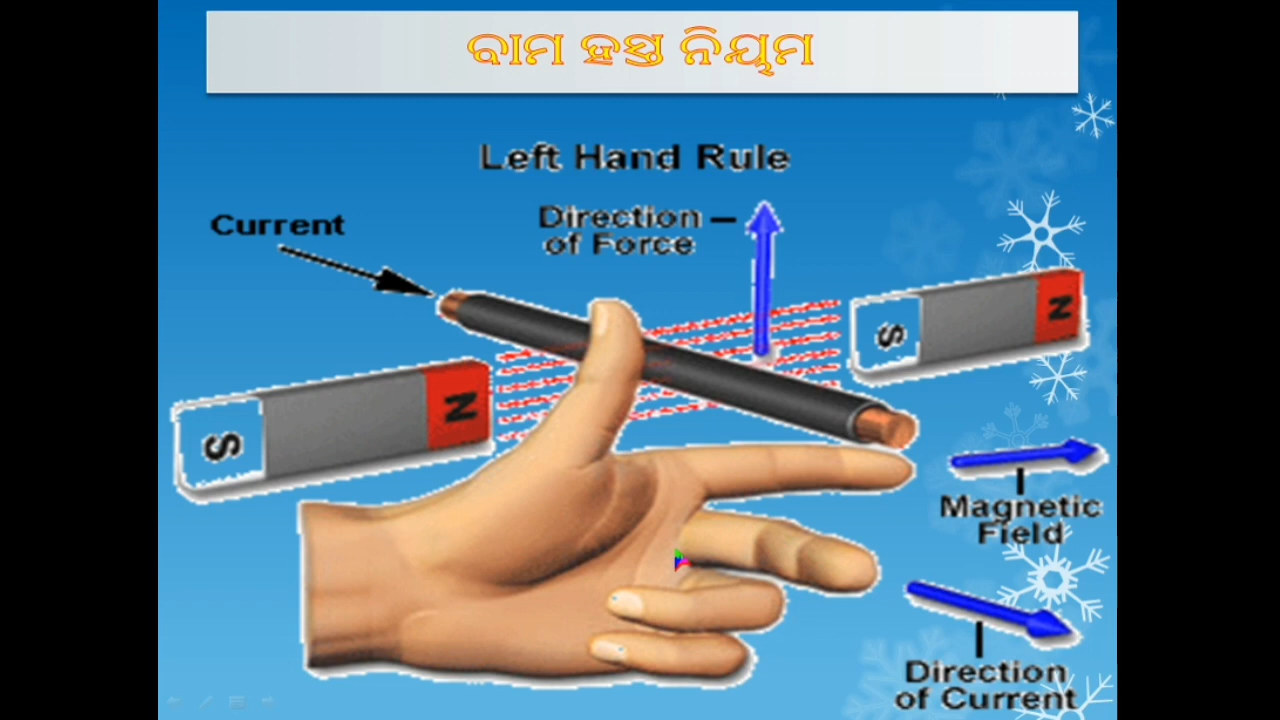 ବାମ ହସ୍ତ ନିୟମ
Left Hand Rule
Current
Direction
of Force
S
N
S
N
Magnetic
Field
Direction
of Current